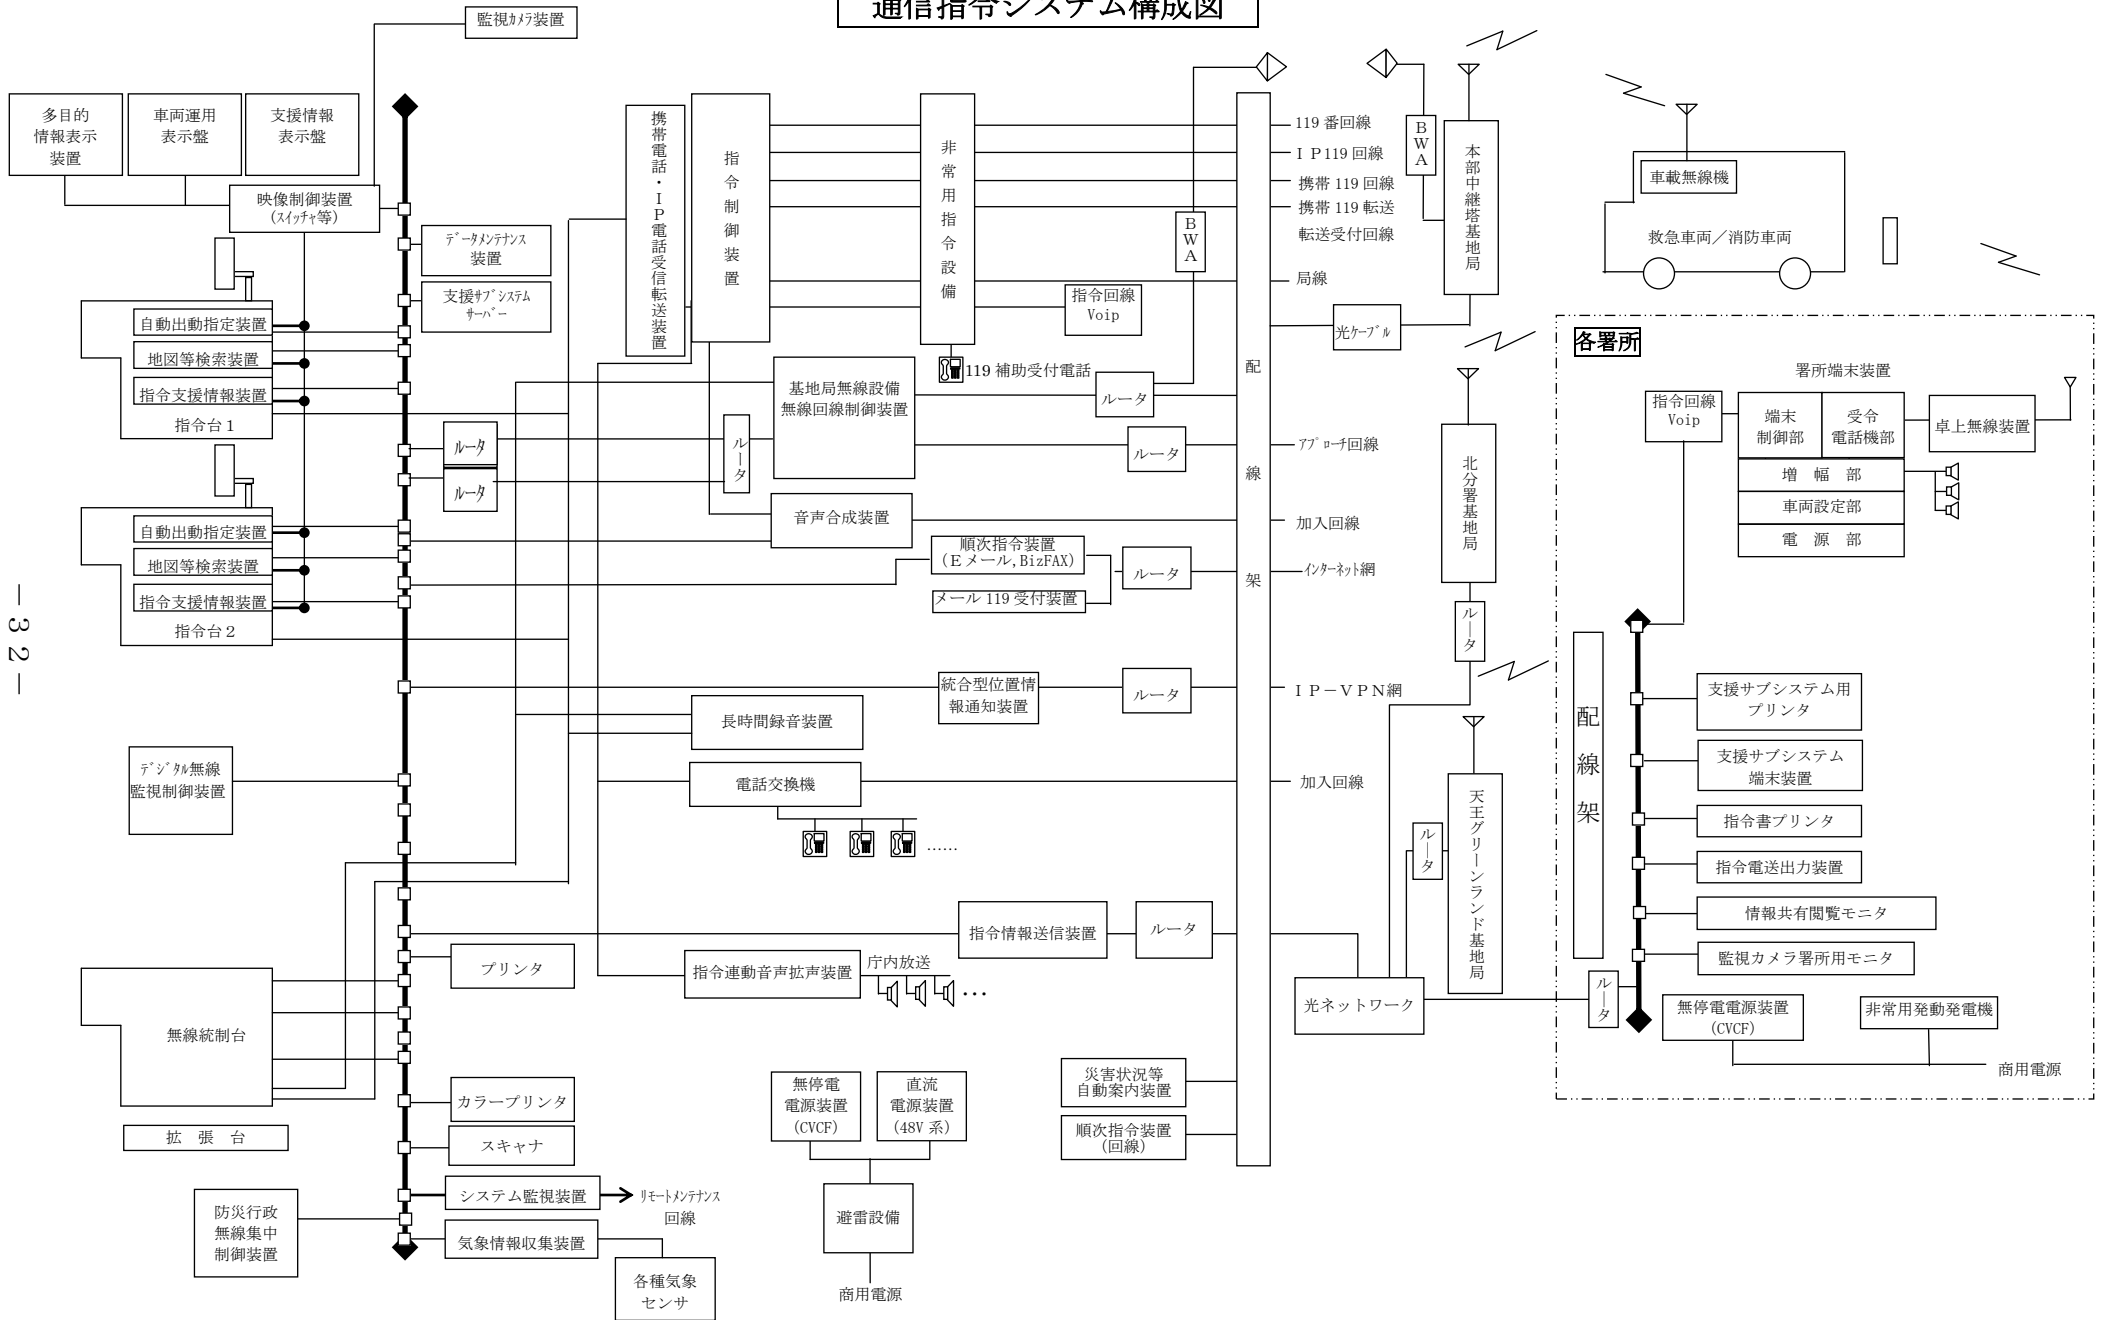 通信指令システム構成図
監視ｶﾒﾗ装置
多目的
情報表示
装置
車両運用
表示盤
支援情報
表示盤
映像制御装置
(ｽｲｯﾁｬ等)
ﾃﾞｰﾀﾒﾝﾃﾅﾝｽ
装置
支援ｻﾌﾞｼｽﾃﾑ
ｻｰﾊﾞｰ
自動出動指定装置
地図等検索装置
指令支援情報装置
指令台１
ﾙｰﾀ
ﾙｰﾀ
自動出動指定装置
地図等検索装置
指令支援情報装置
指令台２
デｼﾞﾀﾙ無線
監視制御装置
無線統制台
拡　張　台
防災行政
無線集中
制御装置
プリンタ
カラープリンタ
スキャナ
システム監視装置
ﾘﾓｰﾄﾒﾝﾃﾅﾝｽ
回線
気象情報収集装置
各種気象
センサ
携帯電話・ＩＰ電話受信転送装置
指令制御装置
非常用指令設備
指令回線
Voip
119 補助受付電話
基地局無線設備
無線回線制御装置
ルータ
ルータ
ルータ
音声合成装置
順次指令装置
(Ｅメール,BizFAX)
メール 119 受付装置
ルータ
統合型位置情
報通知装置
ルータ
長時間録音装置
電話交換機
……
指令情報送信装置
ルータ
指令連動音声拡声装置
庁内放送
…
無停電
電源装置
(CVCF)
直流
電源装置
(48V 系)
避雷設備
商用電源
災害状況等
自動案内装置
順次指令装置
(回線)
ＢＷＡ
配線架
119 番回線
ＩＰ119 回線
携帯 119 回線
携帯 119 転送
転送受付回線
局線
ｱﾌﾟﾛｰﾁ回線
加入回線
ｲﾝﾀｰﾈｯﾄ網
ＩＰ－ＶＰＮ網
加入回線
ＢＷＡ
本部中継塔基地局
光ｹｰﾌﾞﾙ
北分署基地局
ルータ
天王グリーンランド基地局
ルータ
光ネットワーク
車載無線機
救急車両／消防車両
各署所
署所端末装置
指令回線
Voip
端末
制御部
受令
電話機部
卓上無線装置
増　幅　部
車両設定部
電　源　部
配線架
支援サブシステム用
プリンタ
支援サブシステム
端末装置
指令書プリンタ
指令電送出力装置
情報共有閲覧モニタ
監視カメラ署所用モニタ
ルータ
無停電電源装置
(CVCF)
非常用発動発電機
商用電源
－３２－